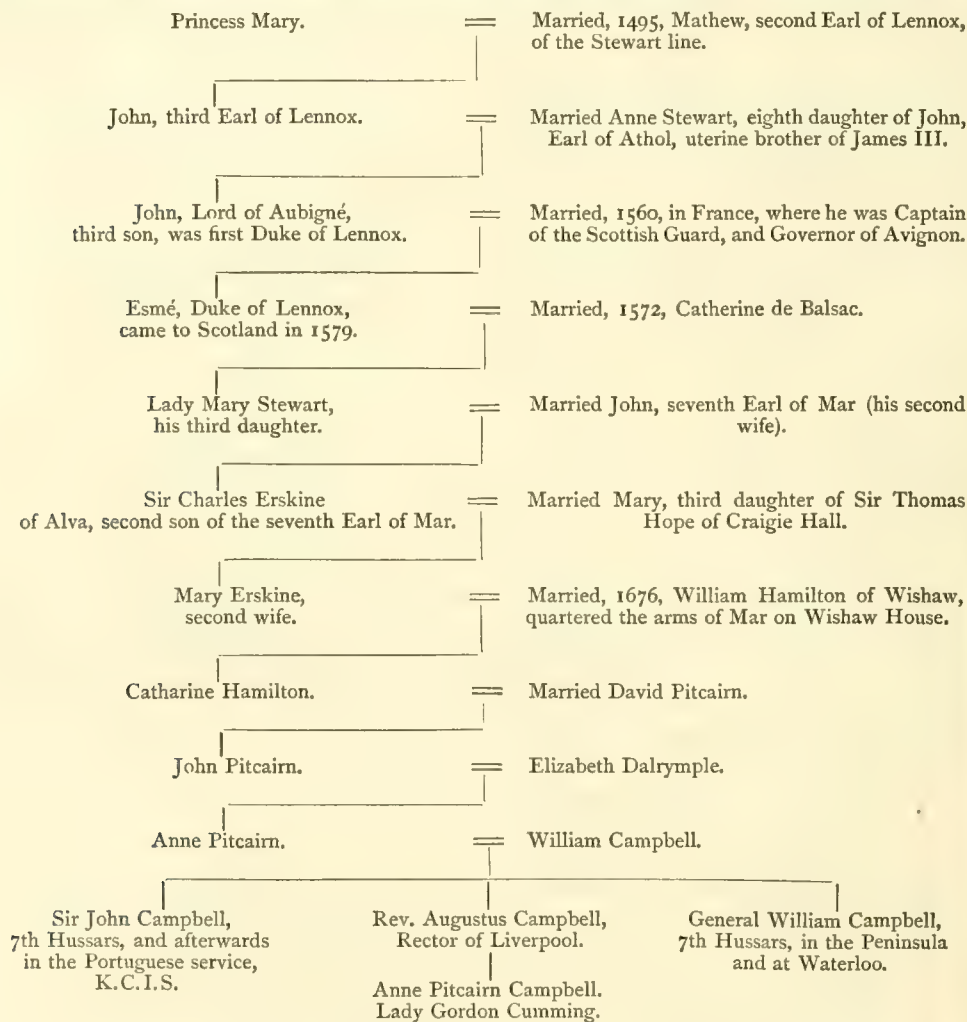 Princess Mary. = Married, 1495, Mathew, second Earl of Lennox,
of the Stewart line.
John, third Earl of Lennox. = Married Anne Stewart, eighth daughter of John,
Earl of Athol, uterine brother of James III.
John, Lord of Aubigné, = Married, 1560, in France, where he was Captain
third son, was first Duke of Lennox. of the Scottish Guard, and Governor of Avignon.
Esmé, Duke of Lennox, = Married, 1572, Catherine de Balsac.
came to Scotland in 1579.
Lady Mary Stewart, = Married John, seventh Earl of Mar (his second
his third daughter. wife).
Sir Charles Erskine = Married Mary, third daughter of Sir Thomas
of Alva, second son of the seventh Earl of Mar. Hope of Craigie Hall.
Mary Erskine, = Married, 1676, William Hamilton of Wishaw,
second wife. quartered the arms of Mar on Wishaw House.
Catharine Hamilton. = Married David Pitcairn.
John Pitcairn. = Elizabeth Dalrymple.
Anne Pitcairn. = William Campbell.
Sir John Campbell, Rev. Augustus Campbell, General William Campbell,
7th Hussars, and afterwards Rector of Liverpool. 7th Hussars, in the Peninsula
in the Portuguese service, and at Waterloo.
K.C.I.S.
Anne Pitcairn Campbell.
Lady Gordon Cumming.